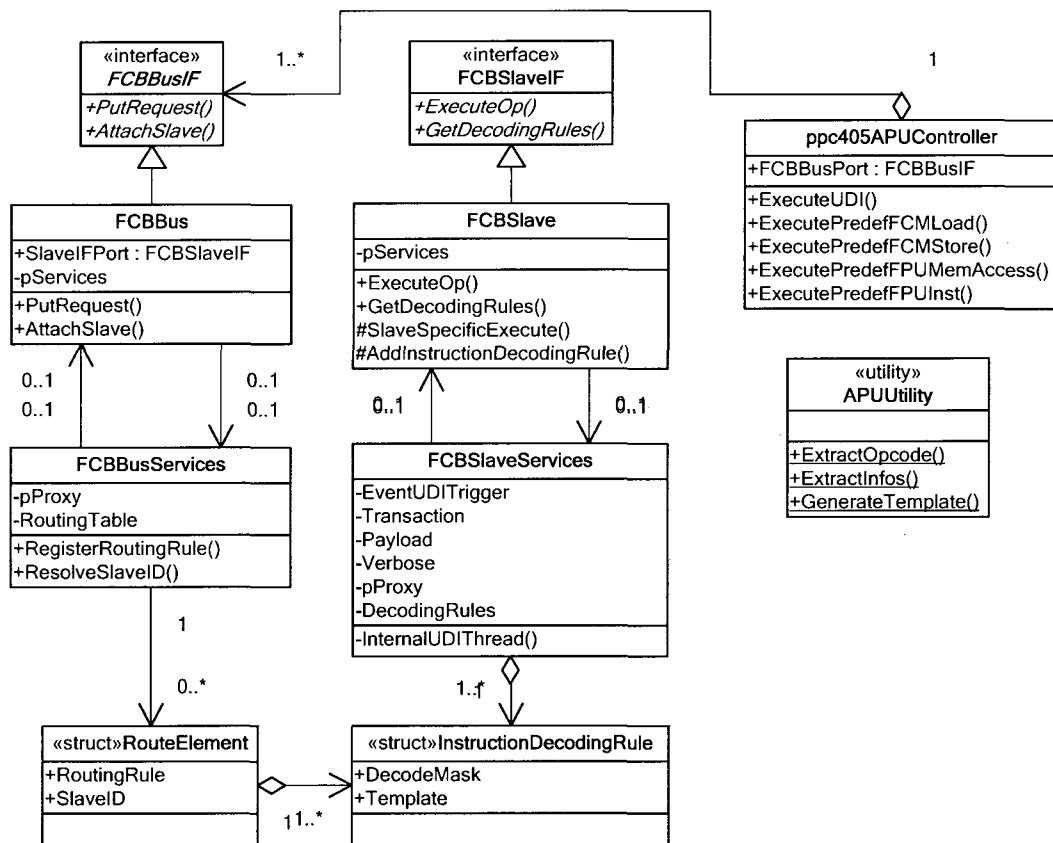 «interface»
FCBBusIF
+PutRequest()
+AttachSlave()
1..*
«interface»
FCBSlaveIF
+ExecuteOp()
+GetDecodingRules()
1
ppc405APUController
+FCBBusPort : FCBBusIF
+ExecuteUDI()
+ExecutePredefFCMLoad()
+ExecutePredefFCMStore()
+ExecutePredefFPUMemAccess()
+ExecutePredefFPUInst()
FCBBus
+SlaveIFPort : FCBSlaveIF
-pServices
+PutRequest()
+AttachSlave()
FCBSlave
-pServices
+ExecuteOp()
+GetDecodingRules()
#SlaveSpecificExecute()
#AddInstructionDecodingRule()
«utility»
APUUtility
+ExtractOpcode()
+ExtractInfos()
+GenerateTemplate()
0..1
0..1
0..1
0..1
0..1
0..1
FCBBusServices
-pProxy
-RoutingTable
+RegisterRoutingRule()
+ResolveSlaveID()
FCBSlaveServices
-EventUDITrigger
-Transaction
-Payload
-Verbose
-pProxy
-DecodingRules
-InternalUDIThread()
1
0..*
1..*
«struct»RouteElement
+RoutingRule
+SlaveID
«struct»InstructionDecodingRule
+DecodeMask
+Template
1
1..*